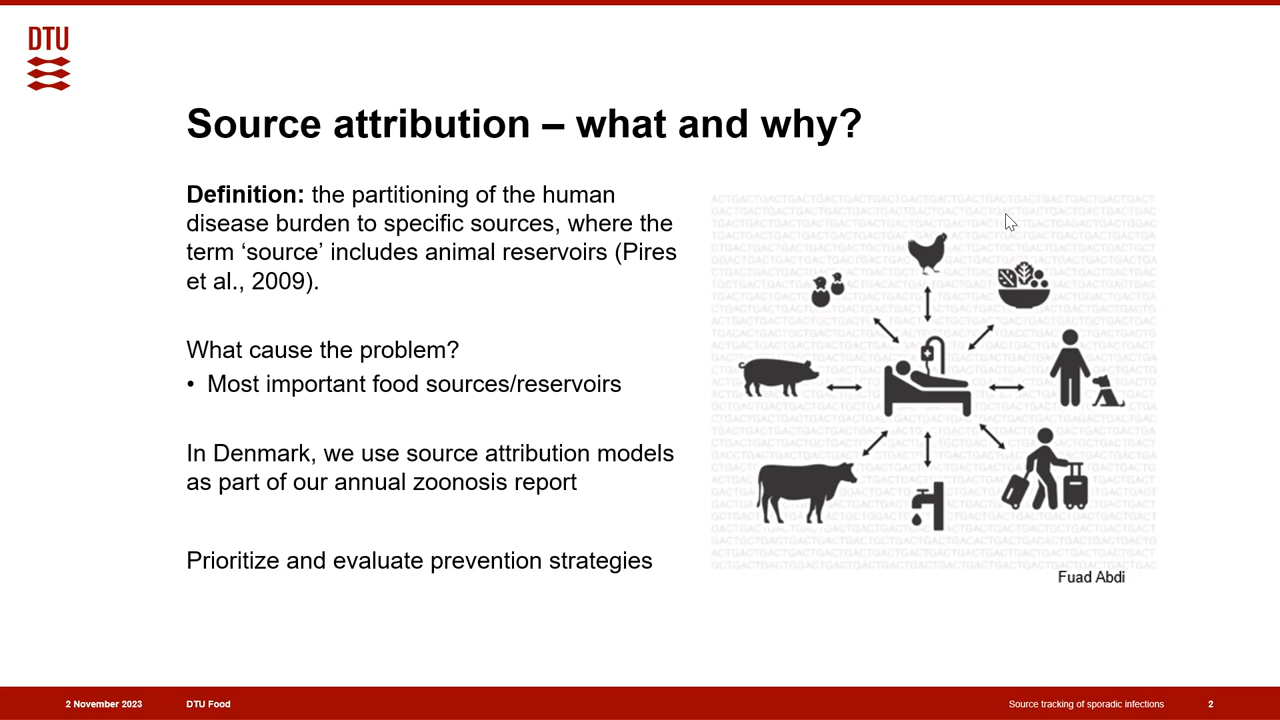 DTU
Source attribution – what and why?
Definition: the partitioning of the human
disease burden to specific sources, where the
term ‘source’ includes animal reservoirs (Pires
et al., 2009).
What cause the problem?
• Most important food sources/reservoirs
In Denmark, we use source attribution models
as part of our annual zoonosis report
Prioritize and evaluate prevention strategies
Fuad Abdi
2 November 2023
DTU Food
Source tracking of sporadic infections
2